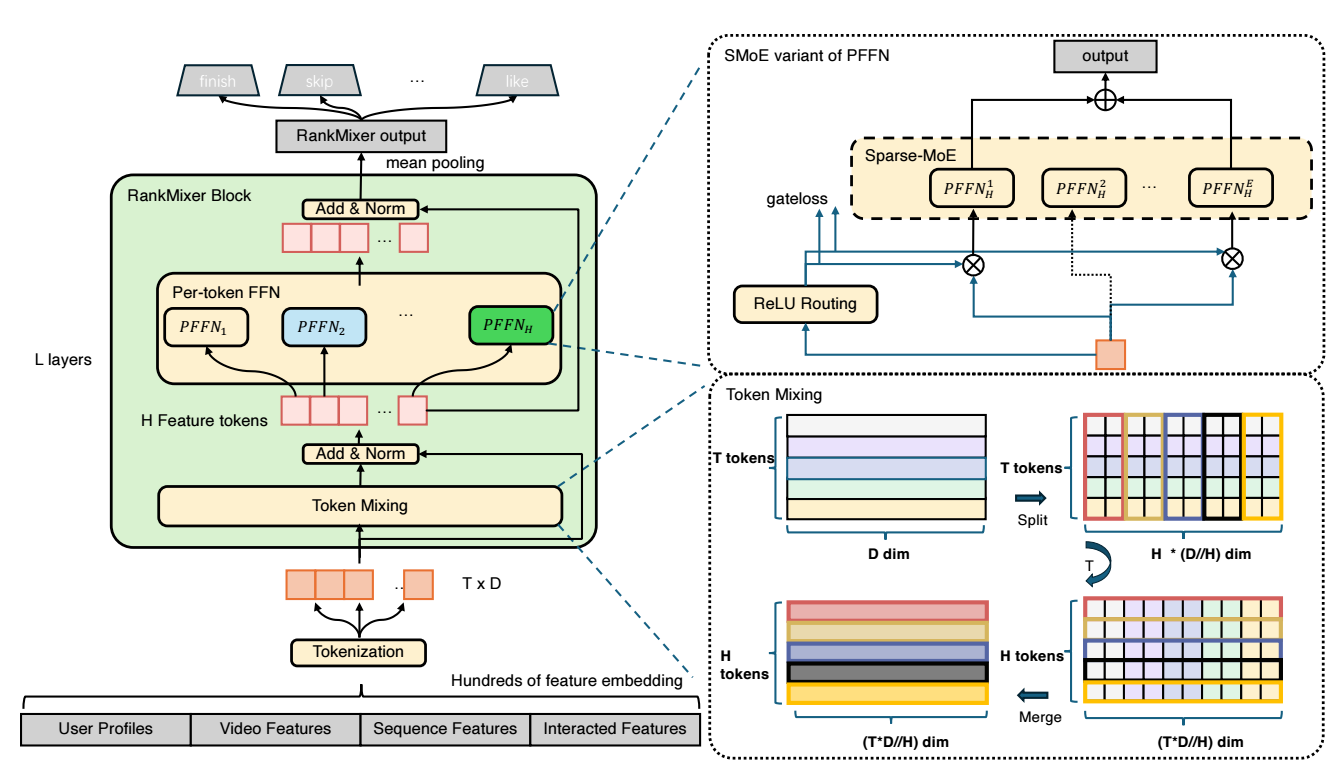 finish
skip
...
like
RankMixer output
mean pooling
RankMixer Block
Add & Norm
...
Per-token FFN
PFFN₁
PFFN₂
...
PFFN_H
L layers
H Feature tokens
...
Add & Norm
Token Mixing
..
T x D
Tokenization
Hundreds of feature embedding
User Profiles
Video Features
Sequence Features
Interacted Features
SMoE variant of PFFN
output
Sparse-MoE
PFFN_H^1
PFFN_H^2
...
PFFN_H^E
gateloss
ReLU Routing
Token Mixing
T tokens
D dim
Split
T tokens
H * (D//H) dim
T
H tokens
(T*D//H) dim
Merge
H
tokens
(T*D//H) dim